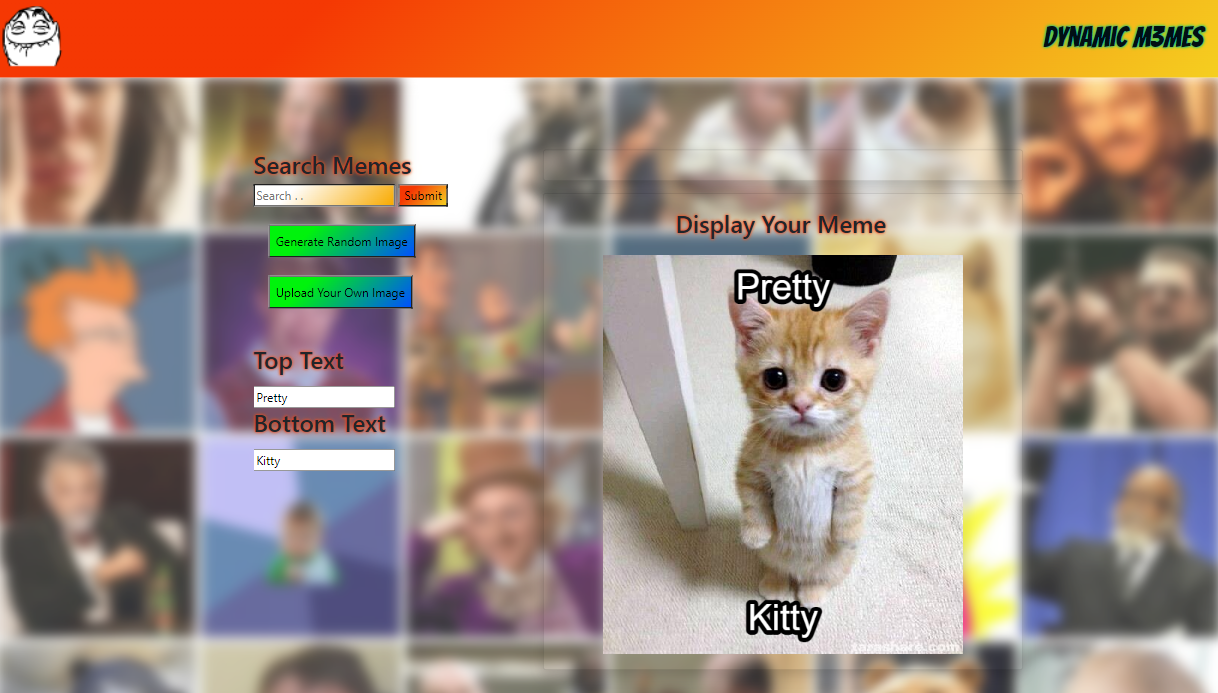 DYNAMIC M3MES
Search Memes
Search . .
Submit
Generate Random Image
Upload Your Own Image
Top Text
Pretty
Bottom Text
Kitty
Display Your Meme
Pretty
Kitty